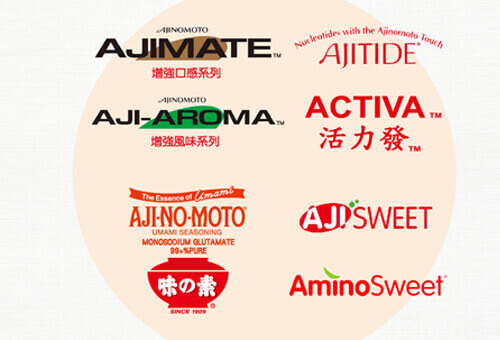 AJINOMOTO
AJIMATE™
增強口感系列
Nucleotides with the Ajinomoto Touch
AJITIDE®
AJINOMOTO
AJI-AROMA™
增強風味系列
ACTIVA™
活力發™
The Essence of Umami
AJI-NO-MOTO®
UMAMI SEASONING
MONOSODIUM GLUTAMATE
99+%PURE
味の素®
SINCE 1909
AJI SWEET
AminoSweet®